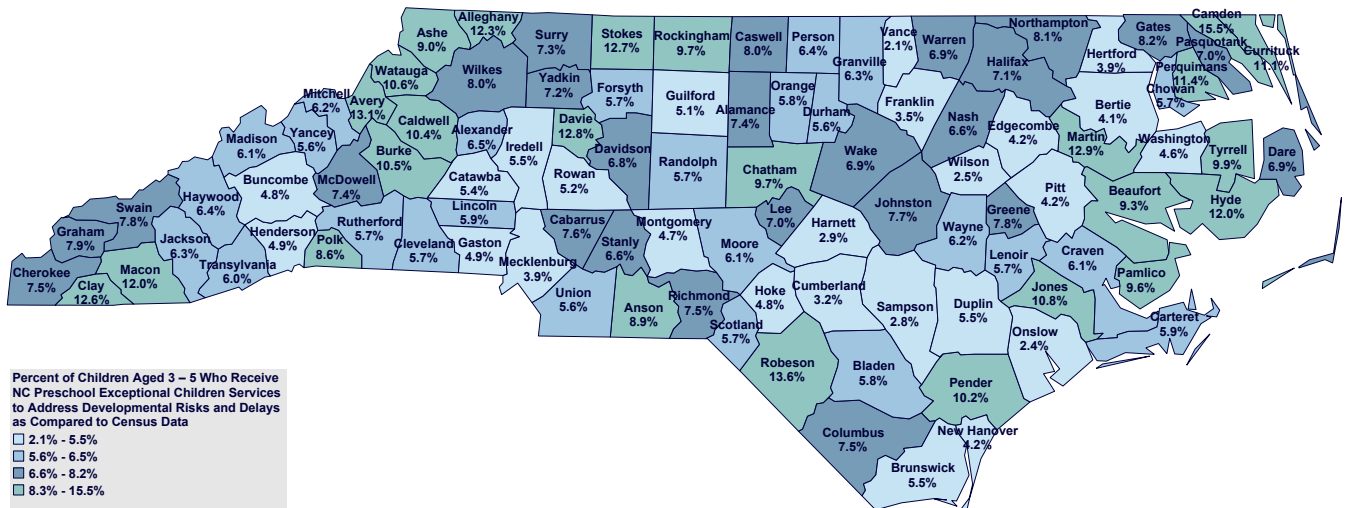 Ashe
9.0%
Alleghany
12.3%
Surry
7.3%
Stokes
12.7%
Rockingham
9.7%
Caswell
8.0%
Person
6.4%
Granville
6.3%
Vance
2.1%
Warren
6.9%
Northampton
8.1%
Halifax
7.1%
Hertford
3.9%
Gates
8.2%
Camden
15.5%
Pasquotank
7.0%
Currituck
11.1%
Perquimans
11.4%
Chowan
5.7%
Watauga
10.6%
Wilkes
8.0%
Yadkin
7.2%
Forsyth
5.7%
Guilford
5.1%
Alamance
7.4%
Orange
5.8%
Durham
5.6%
Franklin
3.5%
Nash
6.6%
Edgecombe
4.2%
Bertie
4.1%
Martin
12.9%
Washington
4.6%
Tyrrell
9.9%
Dare
6.9%
Mitchell
6.2%
Avery
13.1%
Caldwell
10.4%
Alexander
6.5%
Iredell
5.5%
Davie
12.8%
Davidson
6.8%
Randolph
5.7%
Chatham
9.7%
Wake
6.9%
Wilson
2.5%
Pitt
4.2%
Beaufort
9.3%
Hyde
12.0%
Madison
6.1%
Yancey
5.6%
Burke
10.5%
Catawba
5.4%
Rowan
5.2%
Buncombe
4.8%
McDowell
7.4%
Haywood
6.4%
Swain
7.8%
Graham
7.9%
Cherokee
7.5%
Clay
12.6%
Macon
12.0%
Jackson
6.3%
Transylvania
6.0%
Henderson
4.9%
Polk
8.6%
Rutherford
5.7%
Cleveland
5.7%
Lincoln
5.9%
Gaston
4.9%
Mecklenburg
3.9%
Cabarrus
7.6%
Stanly
6.6%
Montgomery
4.7%
Moore
6.1%
Lee
7.0%
Harnett
2.9%
Johnston
7.7%
Wayne
6.2%
Greene
7.8%
Lenoir
5.7%
Craven
6.1%
Pamlico
9.6%
Jones
10.8%
Carteret
5.9%
Union
5.6%
Anson
8.9%
Richmond
7.5%
Scotland
5.7%
Hoke
4.8%
Cumberland
3.2%
Sampson
2.8%
Duplin
5.5%
Onslow
2.4%
Robeson
13.6%
Bladen
5.8%
Pender
10.2%
Columbus
7.5%
New Hanover
4.2%
Brunswick
5.5%
Percent of Children Aged 3 – 5 Who Receive
NC Preschool Exceptional Children Services
to Address Developmental Risks and Delays
as Compared to Census Data
2.1% - 5.5%
5.6% - 6.5%
6.6% - 8.2%
8.3% - 15.5%